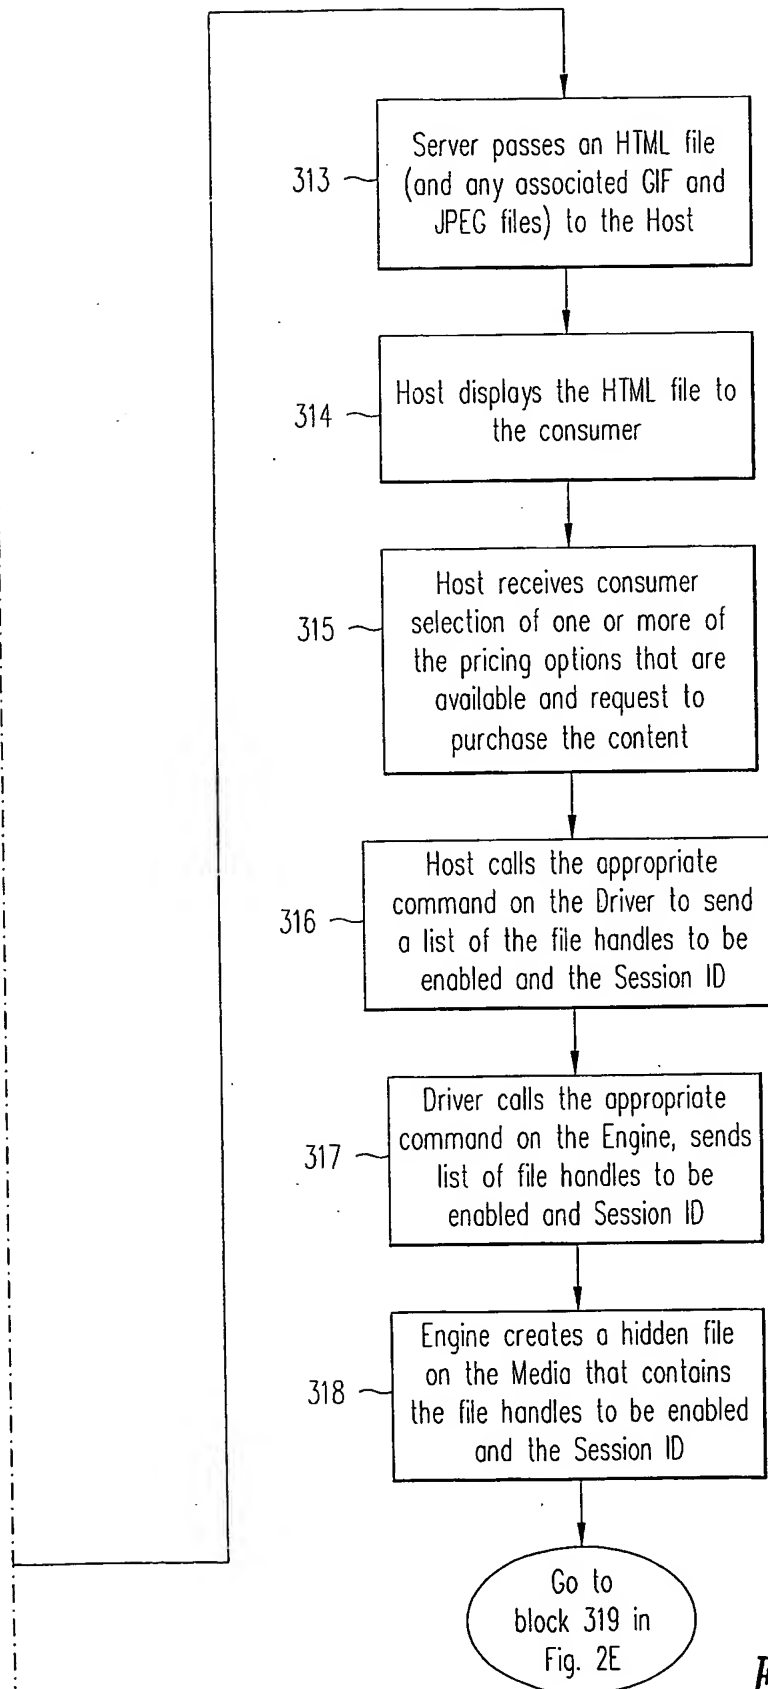 313
Server passes an HTML file
(and any associated GIF and
JPEG files) to the Host
314
Host displays the HTML file to
the consumer
315
Host receives consumer
selection of one or more of
the pricing options that are
available and request to
purchase the content
316
Host calls the appropriate
command on the Driver to send
a list of the file handles to be
enabled and the Session ID
317
Driver calls the appropriate
command on the Engine, sends
list of file handles to be
enabled and Session ID
318
Engine creates a hidden file
on the Media that contains
the file handles to be enabled
and the Session ID
Go to
block 319 in
Fig. 2E